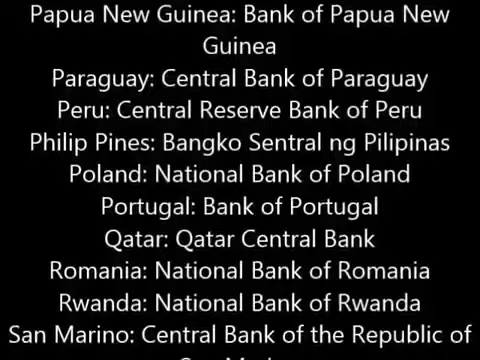 Papua New Guinea: Bank of Papua New
Guinea
Paraguay: Central Bank of Paraguay
Peru: Central Reserve Bank of Peru
Philip Pines: Bangko Sentral ng Pilipinas
Poland: National Bank of Poland
Portugal: Bank of Portugal
Qatar: Qatar Central Bank
Romania: National Bank of Romania
Rwanda: National Bank of Rwanda
San Marino: Central Bank of the Republic of